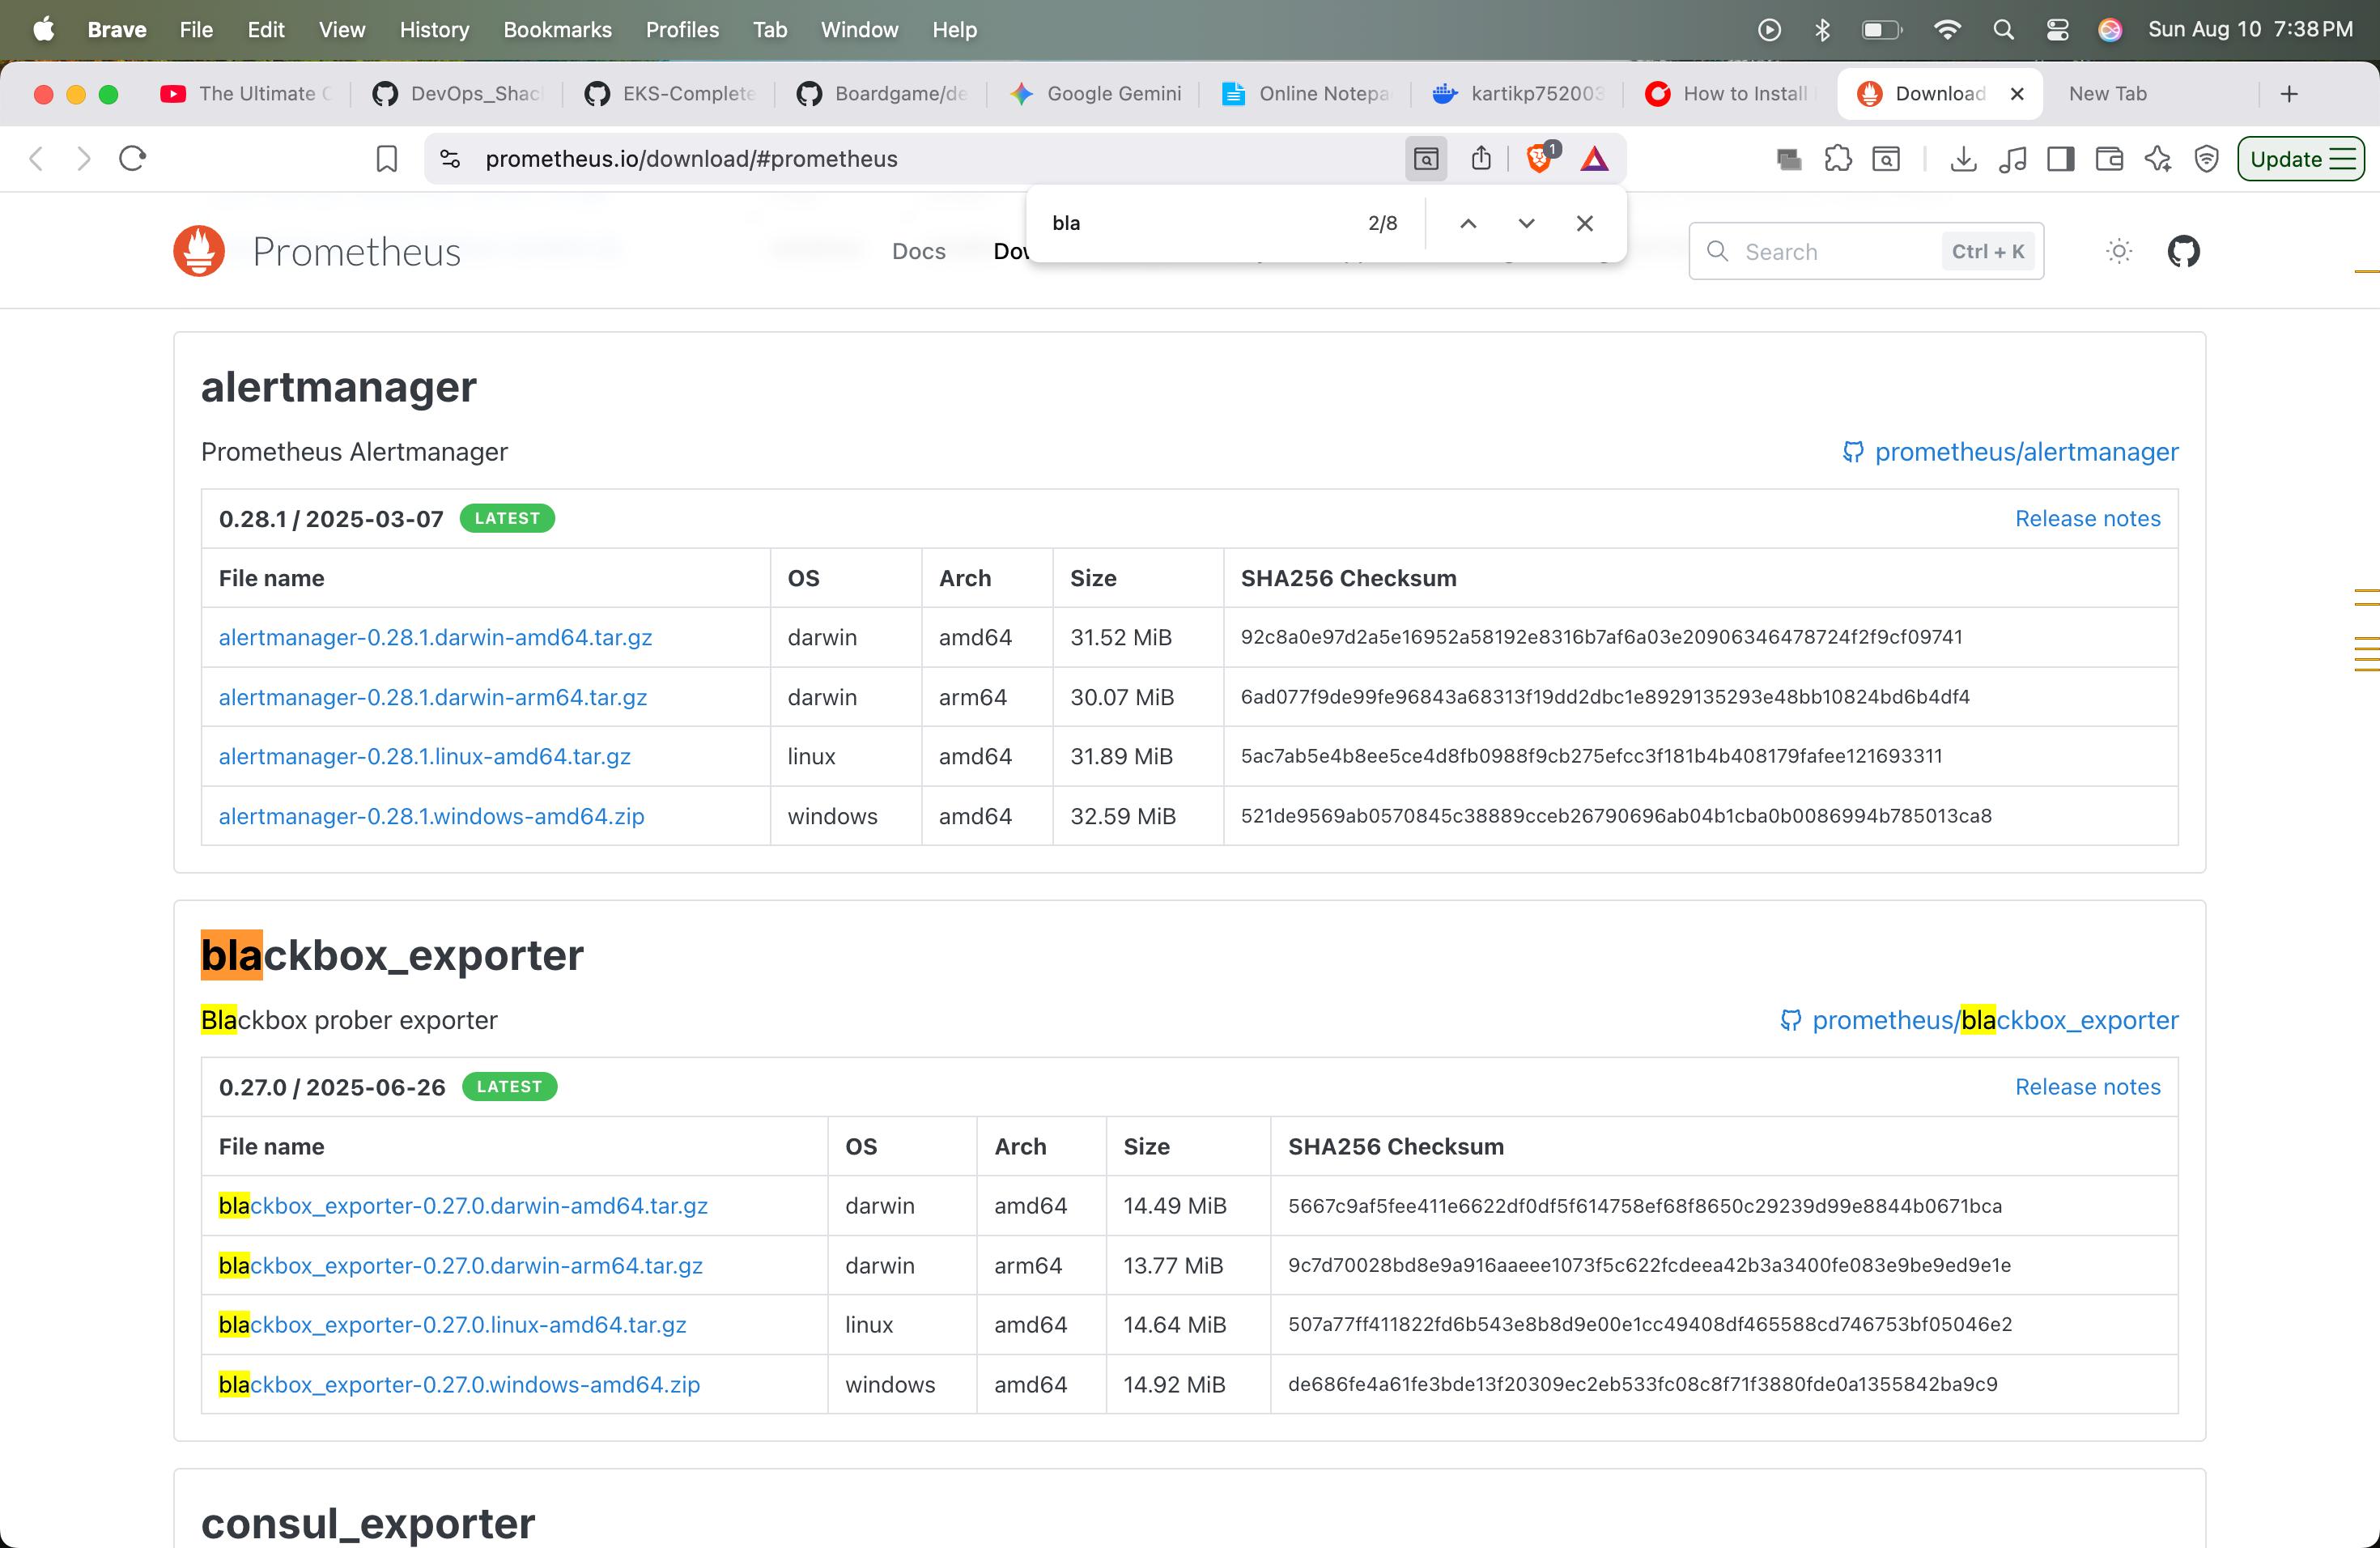 Brave File Edit View History Bookmarks Profiles Tab Window Help Sun Aug 10 7:38 PM
The Ultimate DevOps_Shac EKS-Complete Boardgame/de Google Gemini Online Notepa kartikp752003 How to Install Download New Tab
prometheus.io/download/#prometheus 1 Update
bla 2/8
Prometheus Docs Dow Search Ctrl + K
alertmanager
Prometheus Alertmanager prometheus/alertmanager
0.28.1 / 2025-03-07 LATEST Release notes
File name OS Arch Size SHA256 Checksum
alertmanager-0.28.1.darwin-amd64.tar.gz darwin amd64 31.52 MiB 92c8a0e97d2a5e16952a58192e8316b7af6a03e20906346478724f2f9cf09741
alertmanager-0.28.1.darwin-arm64.tar.gz darwin arm64 30.07 MiB 6ad077f9de99fe96843a68313f19dd2dbc1e8929135293e48bb10824bd6b4df4
alertmanager-0.28.1.linux-amd64.tar.gz linux amd64 31.89 MiB 5ac7ab5e4b8ee5ce4d8fb0988f9cb275efcc3f181b4b408179fafee121693311
alertmanager-0.28.1.windows-amd64.zip windows amd64 32.59 MiB 521de9569ab0570845c38889cceb26790696ab04b1cba0b0086994b785013ca8
blackbox_exporter
Blackbox prober exporter prometheus/blackbox_exporter
0.27.0 / 2025-06-26 LATEST Release notes
File name OS Arch Size SHA256 Checksum
blackbox_exporter-0.27.0.darwin-amd64.tar.gz darwin amd64 14.49 MiB 5667c9af5fee411e6622df0df5f614758ef68f8650c29239d99e8844b0671bca
blackbox_exporter-0.27.0.darwin-arm64.tar.gz darwin arm64 13.77 MiB 9c7d70028bd8e9a916aaeee1073f5c622fcdeea42b3a3400fe083e9be9ed9e1e
blackbox_exporter-0.27.0.linux-amd64.tar.gz linux amd64 14.64 MiB 507a77ff411822fd6b543e8b8d9e00e1cc49408df465588cd746753bf05046e2
blackbox_exporter-0.27.0.windows-amd64.zip windows amd64 14.92 MiB de686fe4a61fe3bde13f20309ec2eb533fc08c8f71f3880fde0a1355842ba9c9
consul_exporter